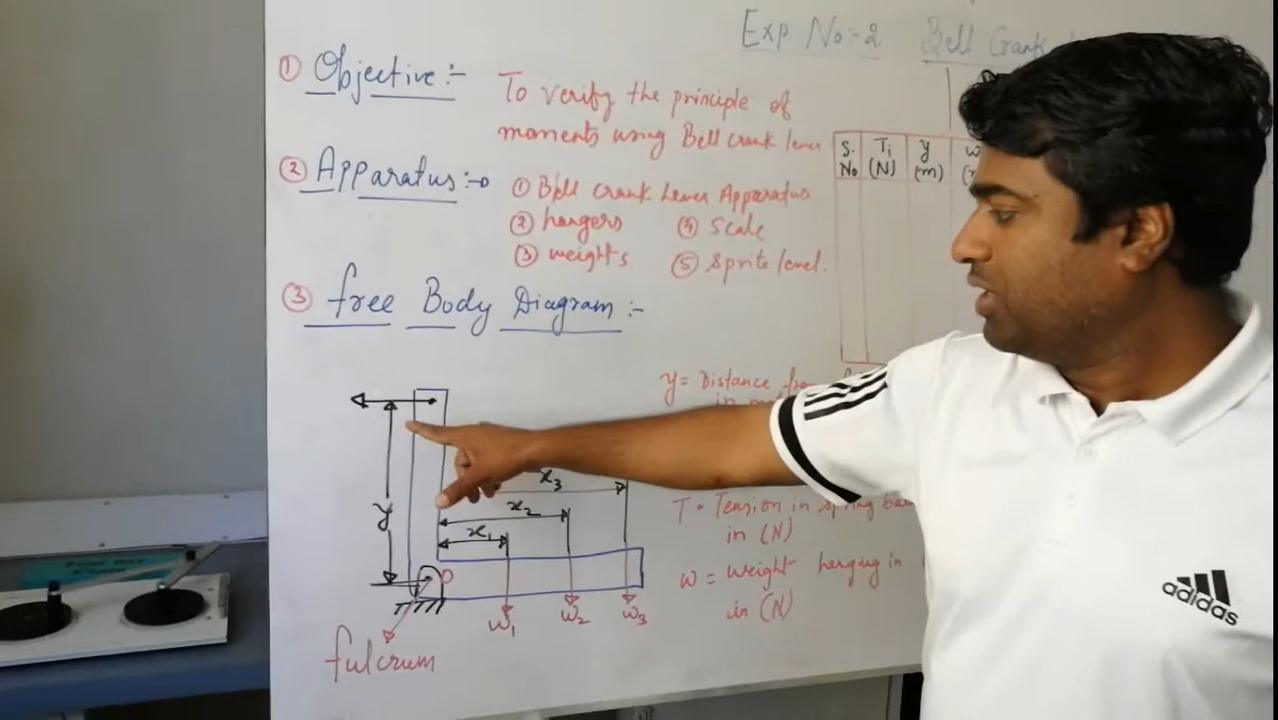 Exp No:-2 Bell Crank
① Objective:- To verify the principle of
moments using Bell crank lever
② Apparatus:-
① Bell crank Lever Apparatus
② hangers ④ Scale
③ weights ⑤ Sprite level.
③ free Body Diagram:-
S. No T₁ (N) y (m)
y = Distance
in
T = Tension in spring
in (N)
w = weight in
in (N)
y
x₃
x₂
x₁
O
w₁ w₂ w₃
fulcrum
adidas